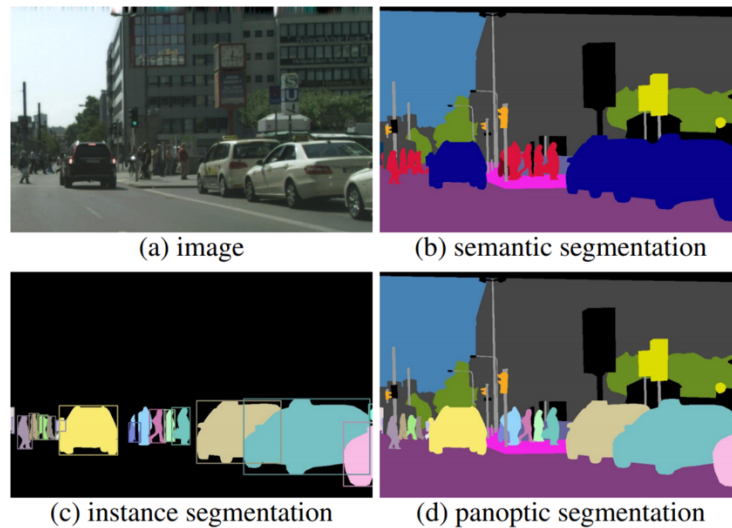 (a) image
(b) semantic segmentation
(c) instance segmentation
(d) panoptic segmentation